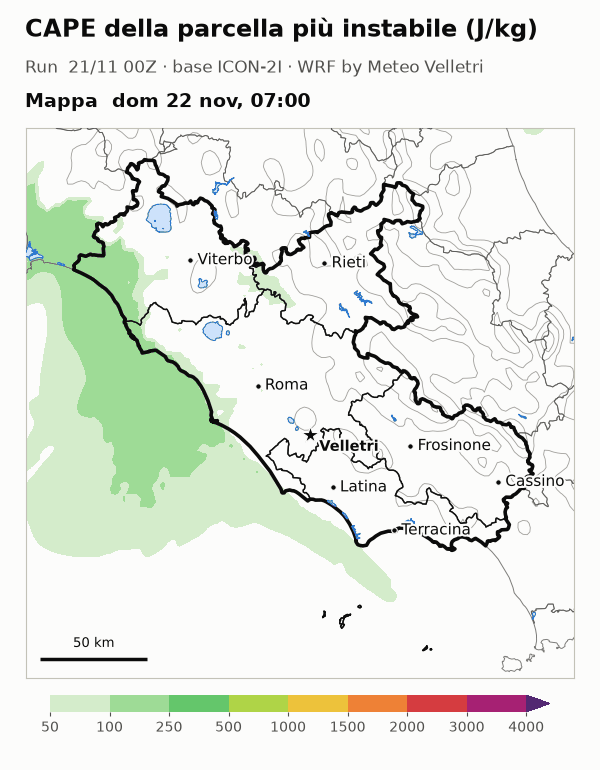 CAPE della parcella più instabile (J/kg)
Run  21/11 00Z · base ICON-2I · WRF by Meteo Velletri
Mappa  dom 22 nov, 07:00
Viterbo
Rieti
Roma
Velletri
Frosinone
Cassino
Latina
Terracina
50 km
50 100 250 500 1000 1500 2000 3000 4000